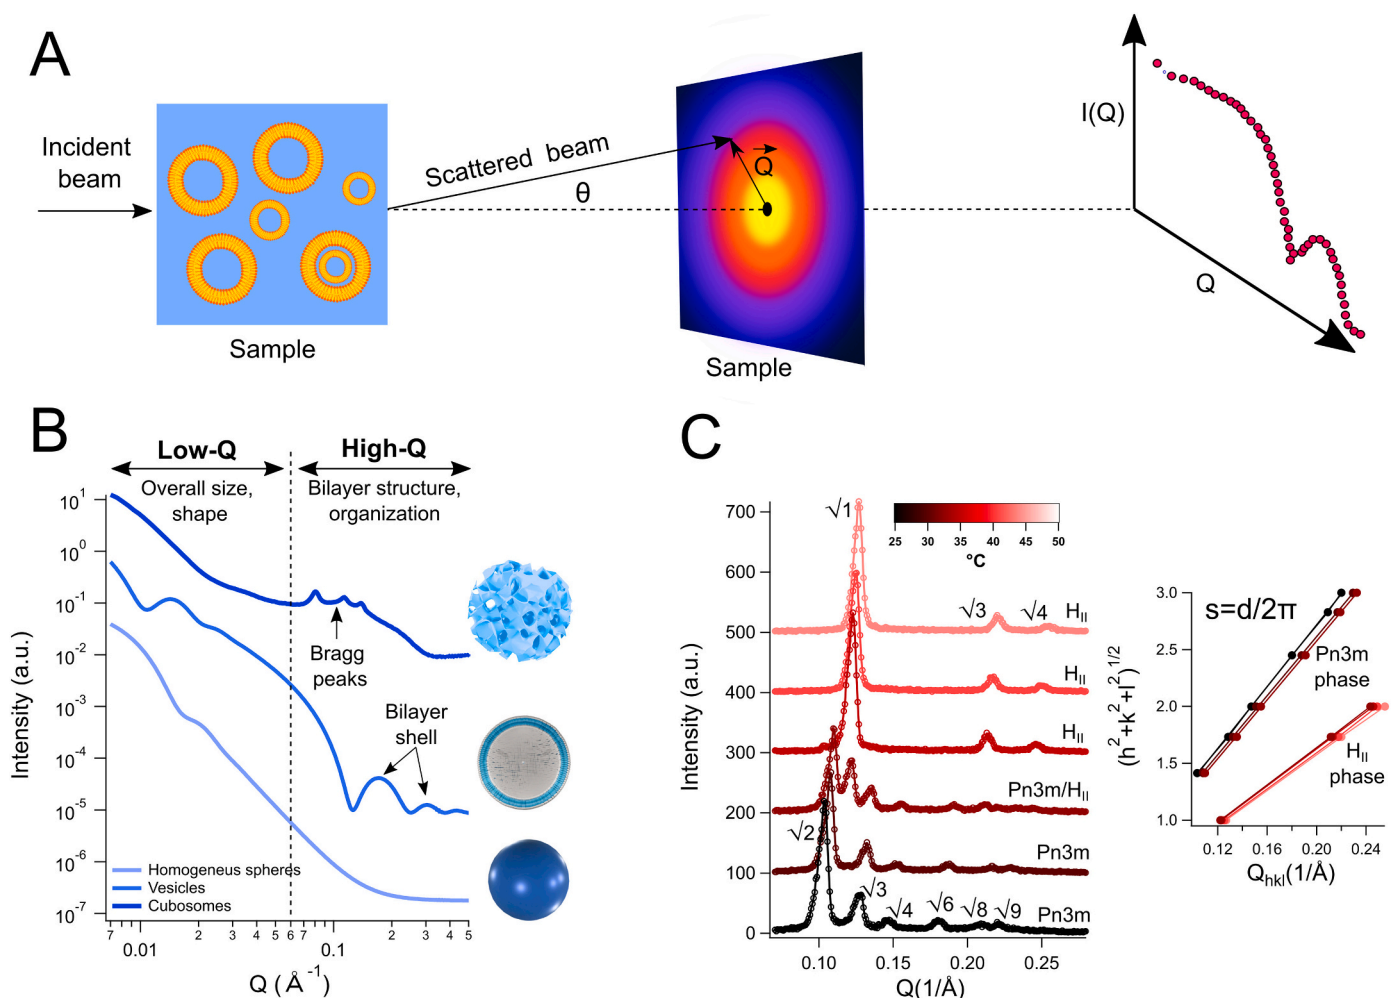 A
Incident
beam
Scattered beam
θ
Q
I(Q)
Q
Sample
Sample
B
Low-Q
High-Q
Overall size,
shape
Bilayer structure,
organization
10^1
10^0
10^-1
10^-2
10^-3
10^-4
10^-5
10^-6
10^-7
Intensity (a.u.)
Bragg
peaks
Bilayer
shell
Homogeneus spheres
Vesicles
Cubosomes
7 0.01 2 3 4 5 6 7 0.1 2 3 4 5
Q (Å^-1)
C
700
600
500
400
300
200
100
0
Intensity (a.u.)
√1
25 30 35 40 45 50
°C
√3 √4 H_II
H_II
H_II
Pn3m/H_II
√2
Pn3m
√3 √4 √6 √8 √9 Pn3m
0.10 0.15 0.20 0.25
Q(1/Å)
3.0
2.5
2.0
1.5
1.0
(h^2+k^2+l^2)^1/2
s=d/2π
Pn3m
phase
H_II
phase
0.12 0.16 0.20 0.24
Q_hkl(1/Å)